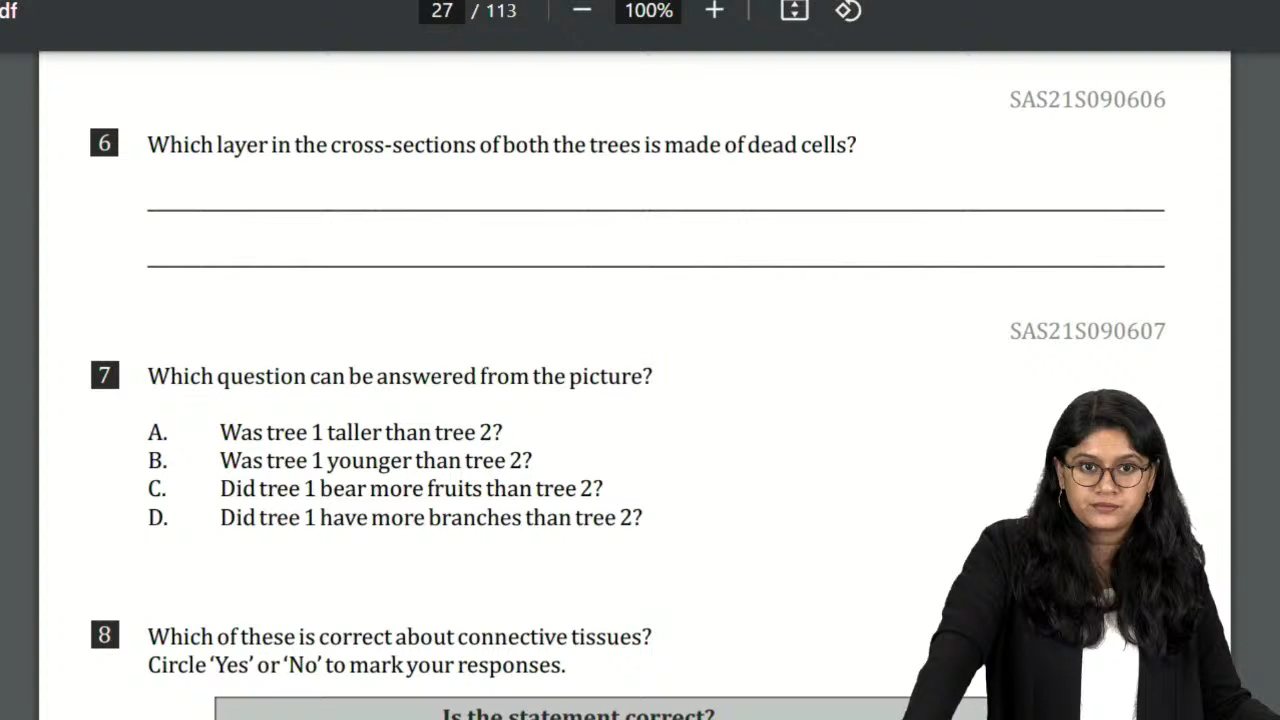 df
27 / 113
100%
SAS21S090606
6 Which layer in the cross-sections of both the trees is made of dead cells?
SAS21S090607
7 Which question can be answered from the picture?
A. Was tree 1 taller than tree 2?
B. Was tree 1 younger than tree 2?
C. Did tree 1 bear more fruits than tree 2?
D. Did tree 1 have more branches than tree 2?
8 Which of these is correct about connective tissues?
Circle ‘Yes’ or ‘No’ to mark your responses.
Is the statement correct?